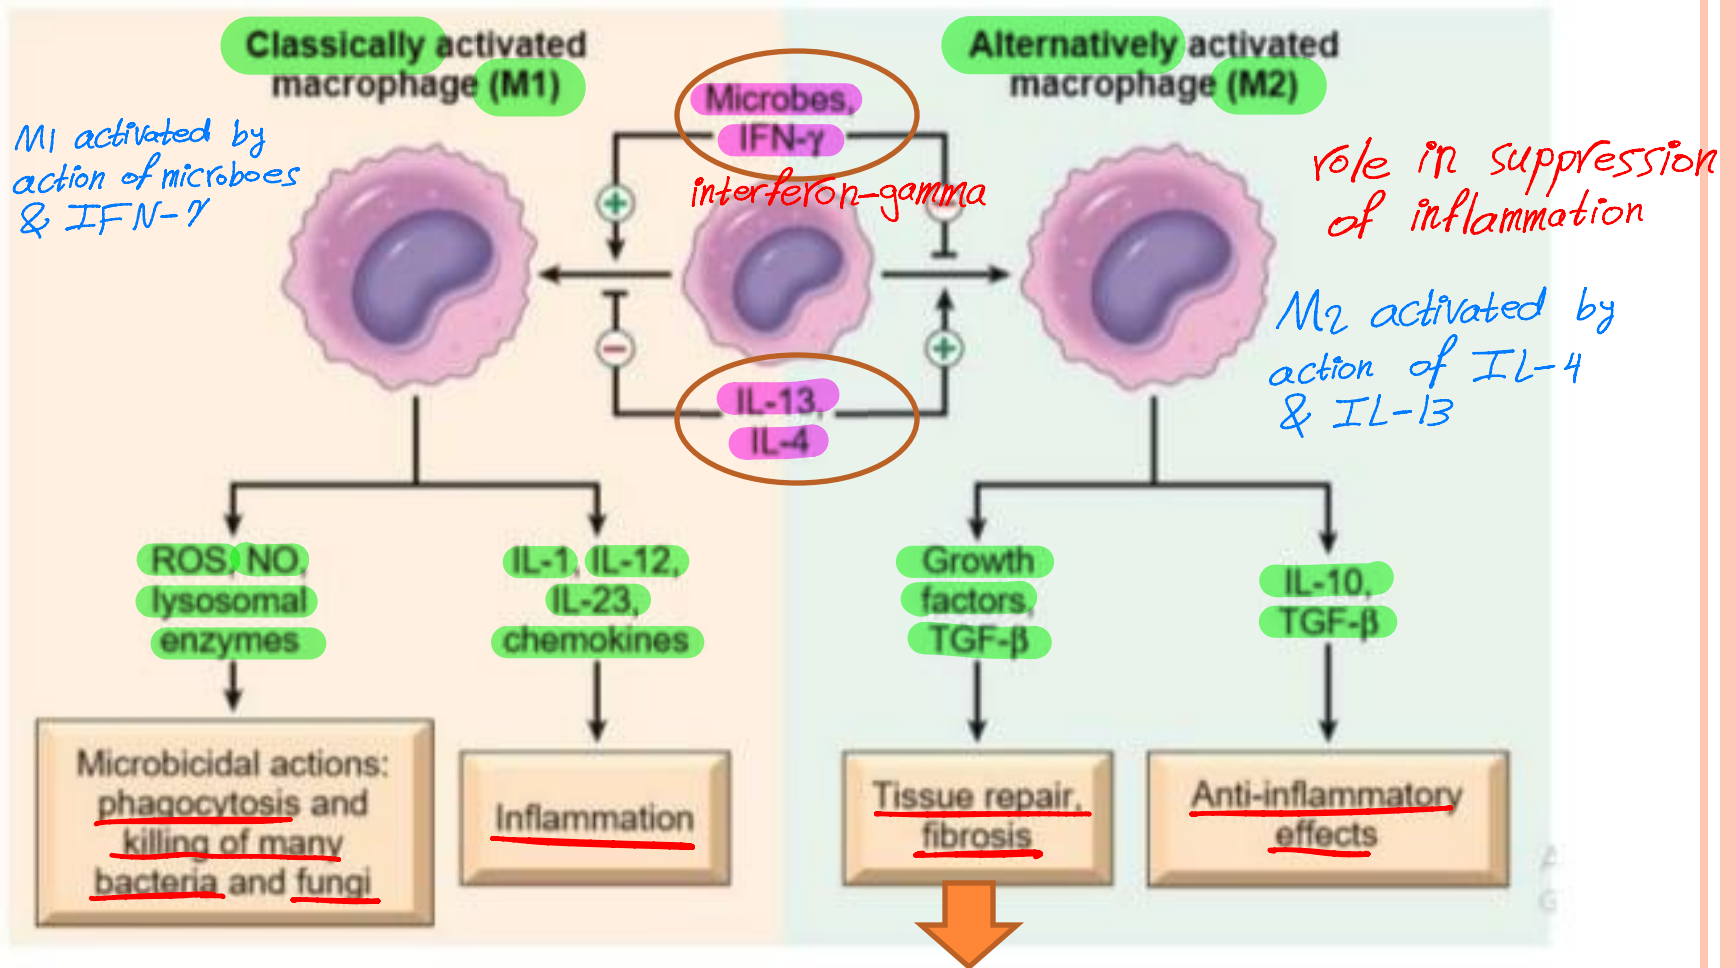 Classically activated
macrophage (M1)
Alternatively activated
macrophage (M2)
Microbes,
IFN-γ
interferon-gamma
M1 activated by
action of microboes
& IFN-γ
role in suppression
of inflammation
+
−
−
+
M2 activated by
action of IL-4
& IL-13
IL-13,
IL-4
ROS, NO,
lysosomal
enzymes
IL-1, IL-12,
IL-23,
chemokines
Growth
factors,
TGF-β
IL-10,
TGF-β
Microbicidal actions:
phagocytosis and
killing of many
bacteria and fungi
Inflammation
Tissue repair,
fibrosis
Anti-inflammatory
effects
A
G